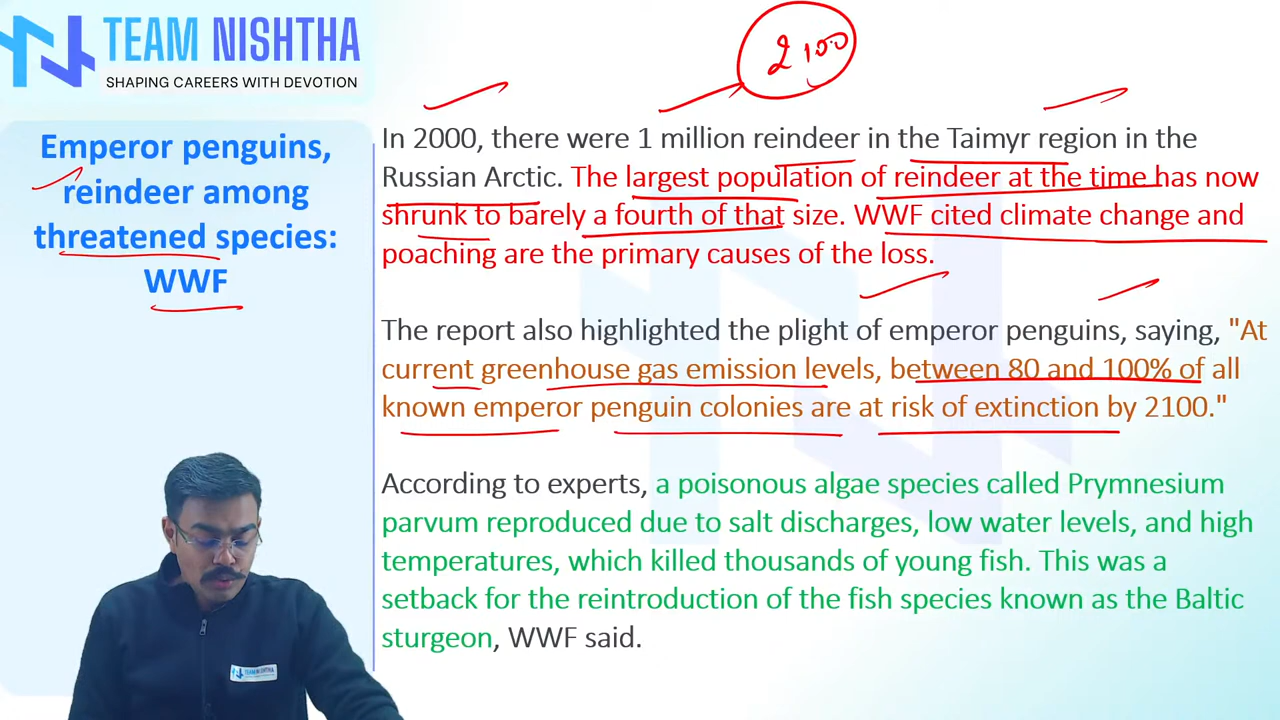 TEAM NISHTHA
SHAPING CAREERS WITH DEVOTION
Emperor penguins,
reindeer among
threatened species:
WWF
2100
In 2000, there were 1 million reindeer in the Taimyr region in the
Russian Arctic. The largest population of reindeer at the time has now
shrunk to barely a fourth of that size. WWF cited climate change and
poaching are the primary causes of the loss.
The report also highlighted the plight of emperor penguins, saying, "At
current greenhouse gas emission levels, between 80 and 100% of all
known emperor penguin colonies are at risk of extinction by 2100."
According to experts, a poisonous algae species called Prymnesium
parvum reproduced due to salt discharges, low water levels, and high
temperatures, which killed thousands of young fish. This was a
setback for the reintroduction of the fish species known as the Baltic
sturgeon, WWF said.
TEAM NISHTHA